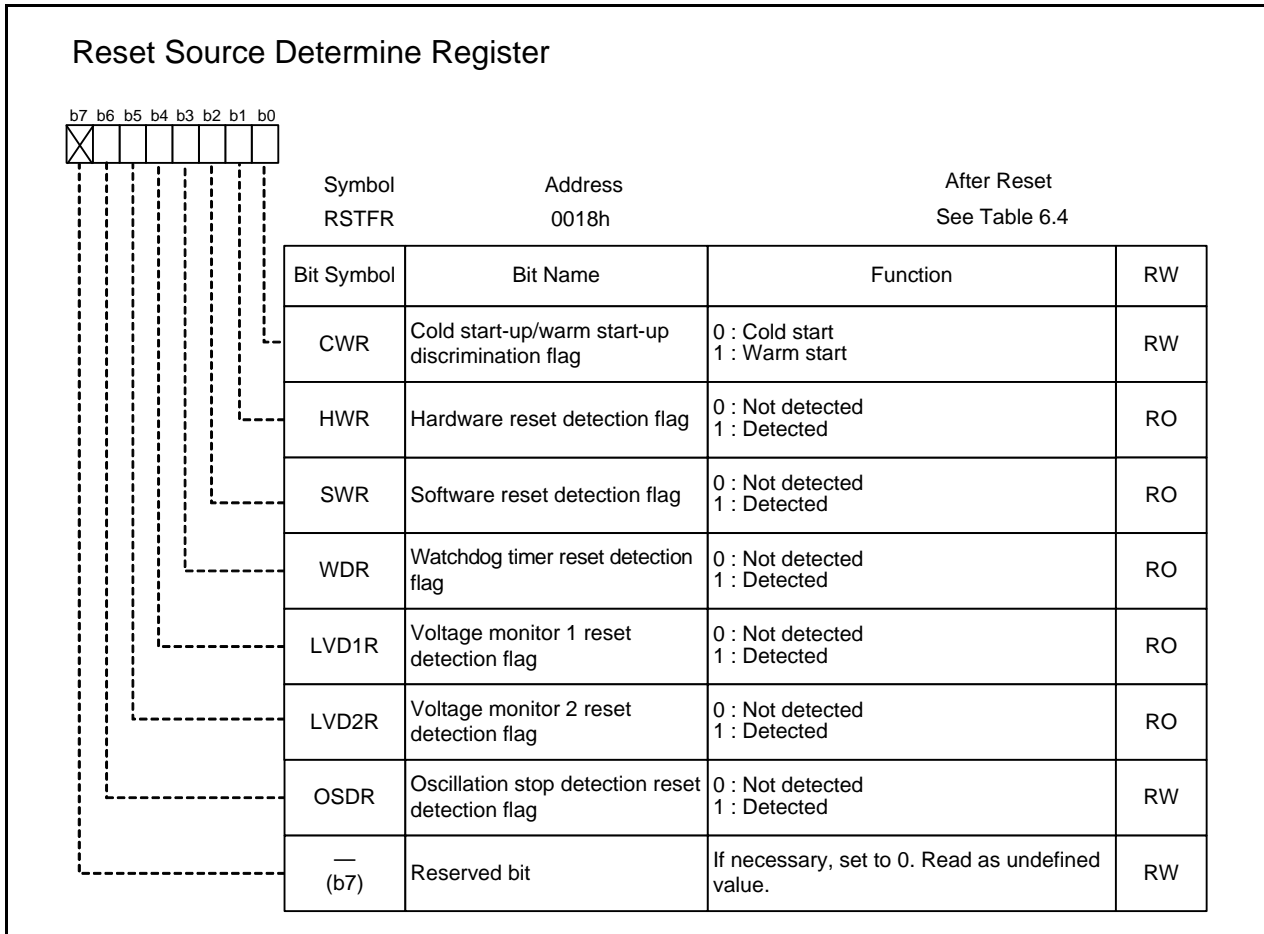 Reset Source Determine Register
b7 b6 b5 b4 b3 b2 b1 b0
Symbol Address After Reset
RSTFR 0018h See Table 6.4
Bit Symbol Bit Name Function RW
CWR Cold start-up/warm start-up discrimination flag 0 : Cold start 1 : Warm start RW
HWR Hardware reset detection flag 0 : Not detected 1 : Detected RO
SWR Software reset detection flag 0 : Not detected 1 : Detected RO
WDR Watchdog timer reset detection flag 0 : Not detected 1 : Detected RO
LVD1R Voltage monitor 1 reset detection flag 0 : Not detected 1 : Detected RO
LVD2R Voltage monitor 2 reset detection flag 0 : Not detected 1 : Detected RO
OSDR Oscillation stop detection reset detection flag 0 : Not detected 1 : Detected RW
— (b7) Reserved bit If necessary, set to 0. Read as undefined value. RW